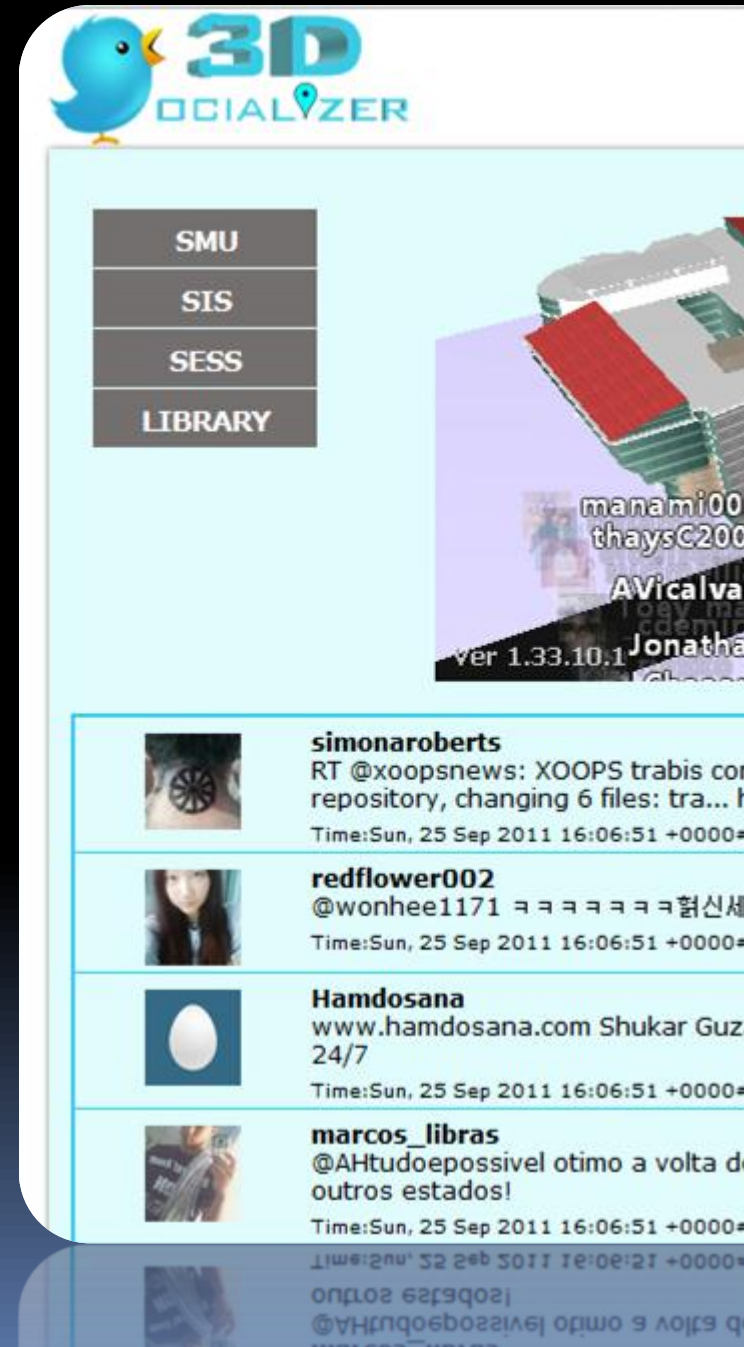 3D
OCIALIZER
SMU
SIS
SESS
LIBRARY
manami00
thaysC200
AVicalva
Jonatha
Ver 1.33.10.1
simonaroberts
RT @xoopsnews: XOOPS trabis
repository, changing 6 files: tra...
Time:Sun, 25 Sep 2011 16:06:51 +0000
redflower002
@wonhee1171 ㅋㅋㅋㅋㅋㅋㅋ헑신세
Time:Sun, 25 Sep 2011 16:06:51 +0000
Hamdosana
www.hamdosana.com Shukar Guz
24/7
Time:Sun, 25 Sep 2011 16:06:51 +0000
marcos_libras
@AHtudoepossivel otimo a volta
outros estados!
Time:Sun, 25 Sep 2011 16:06:51 +0000